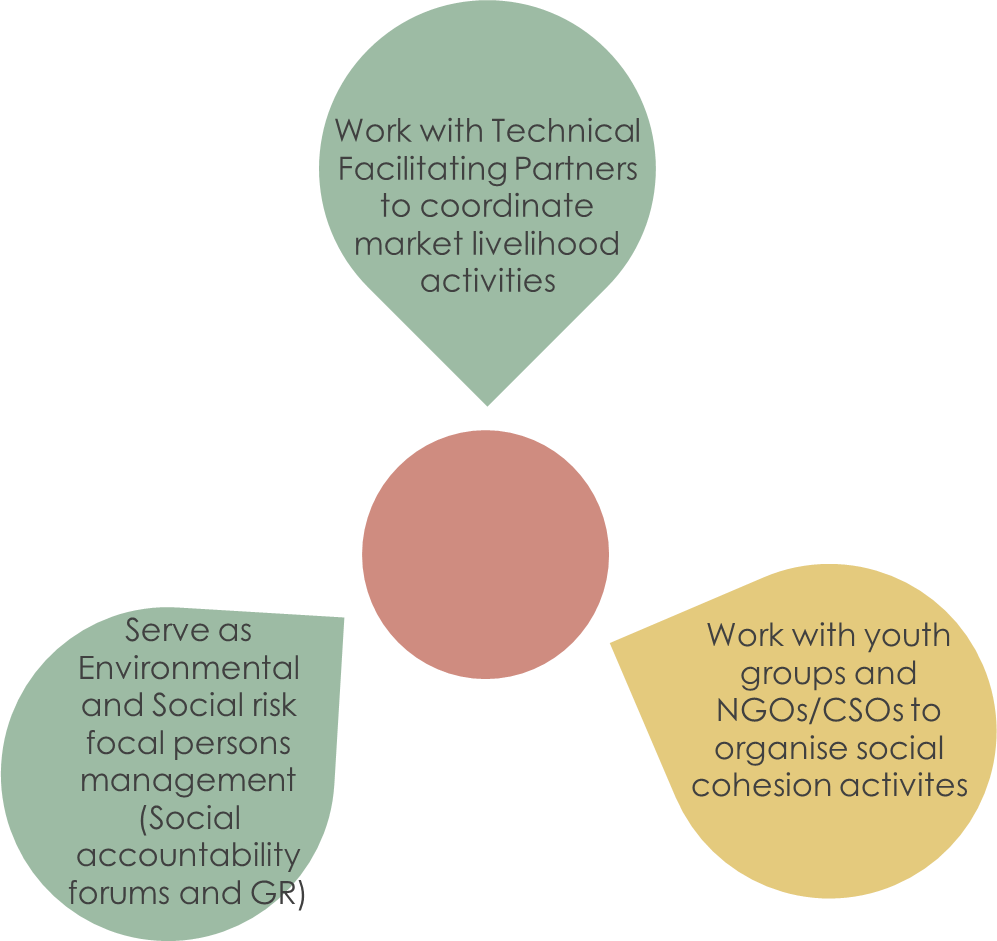 Work with Technical
Facilitating Partners
to coordinate
market livelihood
activities
Serve as
Environmental
and Social risk
focal persons
management
(Social
accountability
forums and GR)
Work with youth
groups and
NGOs/CSOs to
organise social
cohesion activites